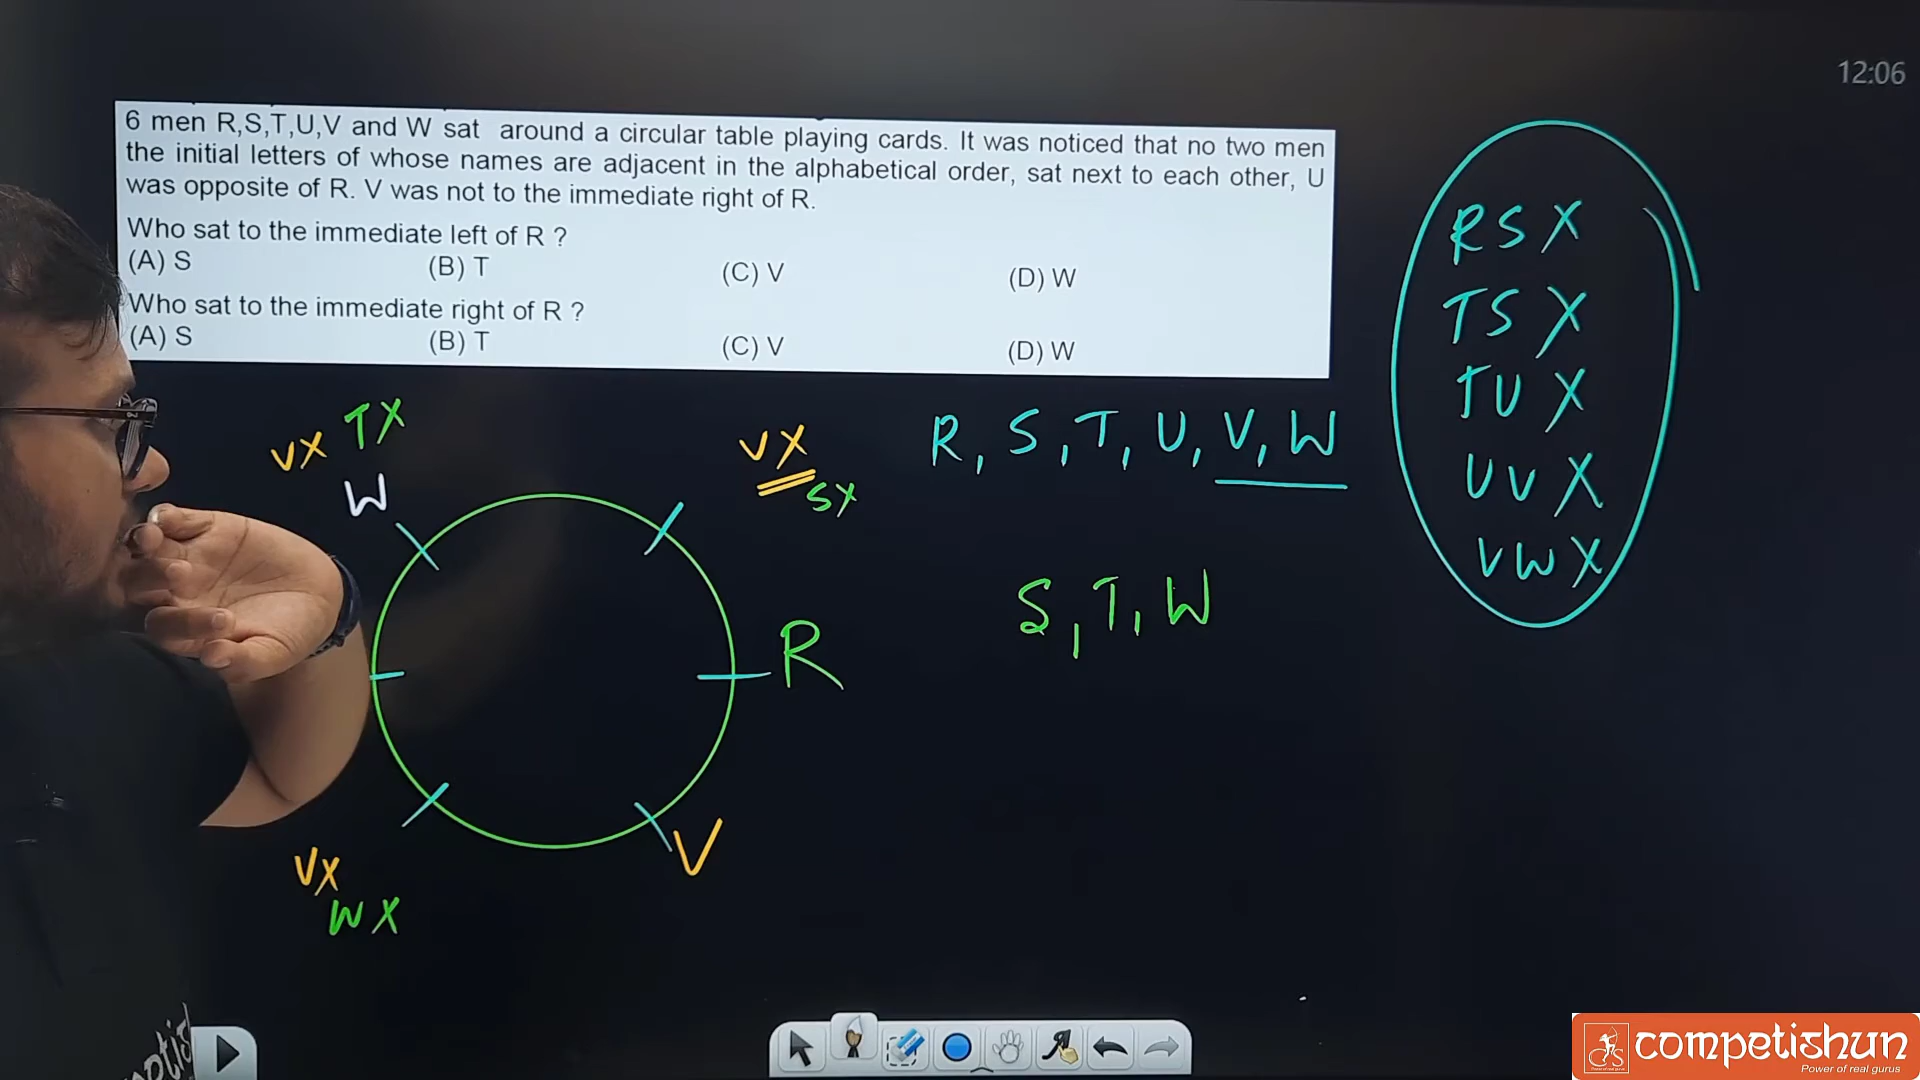 12:06
6 men R,S,T,U,V and W sat around a circular table playing cards. It was noticed that no two men
the initial letters of whose names are adjacent in the alphabetical order, sat next to each other, U
was opposite of R. V was not to the immediate right of R.
Who sat to the immediate left of R ?
(A) S (B) T (C) V (D) W
Who sat to the immediate right of R ?
(A) S (B) T (C) V (D) W
RS X
TS X
TU X
UV X
VW X
R, S, T, U, V, W
VX TX
W
VX
SX
S, T, W
R
V
VX
WX
competishun
Power of real gurus